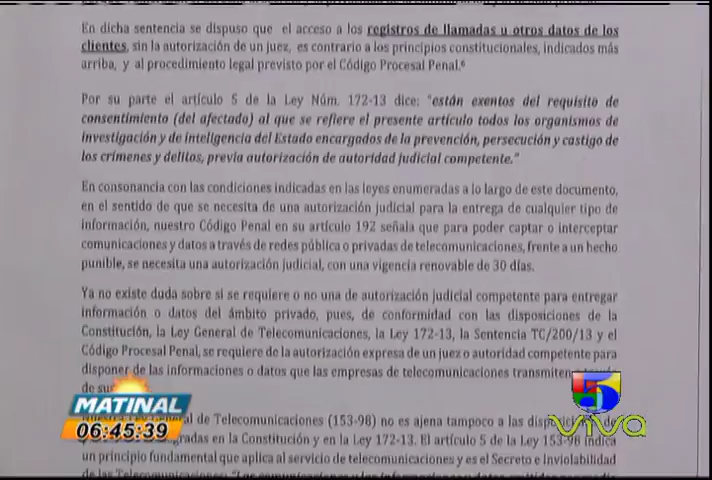 En dicha sentencia se dispuso que el acceso a los registros de llamadas u otros datos de los
clientes, sin la autorización de un juez, es contrario a los principios constitucionales, indicados más
arriba, y al procedimiento legal previsto por el Código Procesal Penal.⁶
Por su parte el artículo 5 de la Ley Núm. 172-13 dice: "están exentos del requisito de
consentimiento (del afectado) al que se refiere el presente artículo todos los organismos de
investigación y de inteligencia del Estado encargados de la prevención, persecución y castigo de
los crímenes y delitos, previa autorización de autoridad judicial competente."
En consonancia con las condiciones indicadas en las leyes enumeradas a lo largo de este documento,
en el sentido de que se necesita de una autorización judicial para la entrega de cualquier tipo de
información, nuestro Código Penal en su artículo 192 señala que para poder captar o interceptar
comunicaciones y datos a través de redes pública o privadas de telecomunicaciones, frente a un hecho
punible, se necesita una autorización judicial, con una vigencia renovable de 30 días.
Ya no existe duda sobre si se requiere o no una de autorización judicial competente para entregar
información o datos del ámbito privado, pues, de conformidad con las disposiciones de la
Constitución, la Ley General de Telecomunicaciones, la Ley 172-13, la Sentencia TC/200/13 y el
Código Procesal Penal, se requiere de la autorización expresa de un juez o autoridad competente para
disponer de las informaciones o datos que las empresas de telecomunicaciones transmiten a través
de sus
de Telecomunicaciones (153-98) no es ajena tampoco a las de
en la Constitución y en la Ley 172-13. El artículo 5 de la Ley 153-98 indica
un principio fundamental que aplica al servicio de telecomunicaciones y es el Secreto e Inviolabilidad
de las Telecomunicaciones: "Las comunicaciones y las informaciones
MATINAL
06:45:39
5
viva